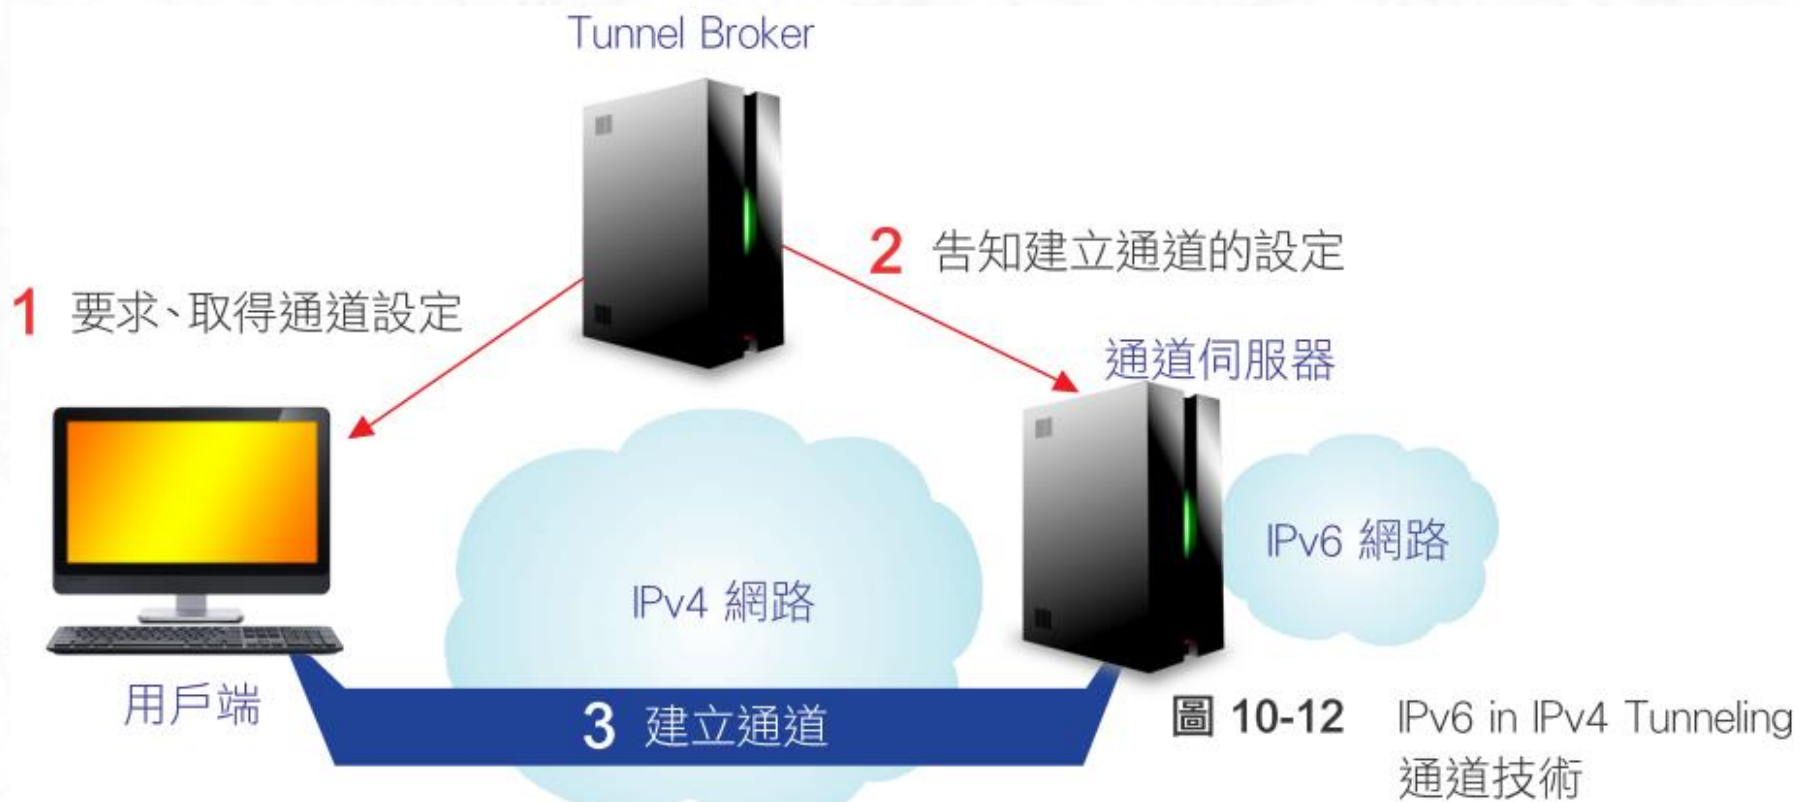 Tunnel Broker
2 告知建立通道的設定
1 要求、取得通道設定
通道伺服器
IPv6 網路
IPv4 網路
用戶端
3 建立通道
圖 10-12 IPv6 in IPv4 Tunneling
通道技術